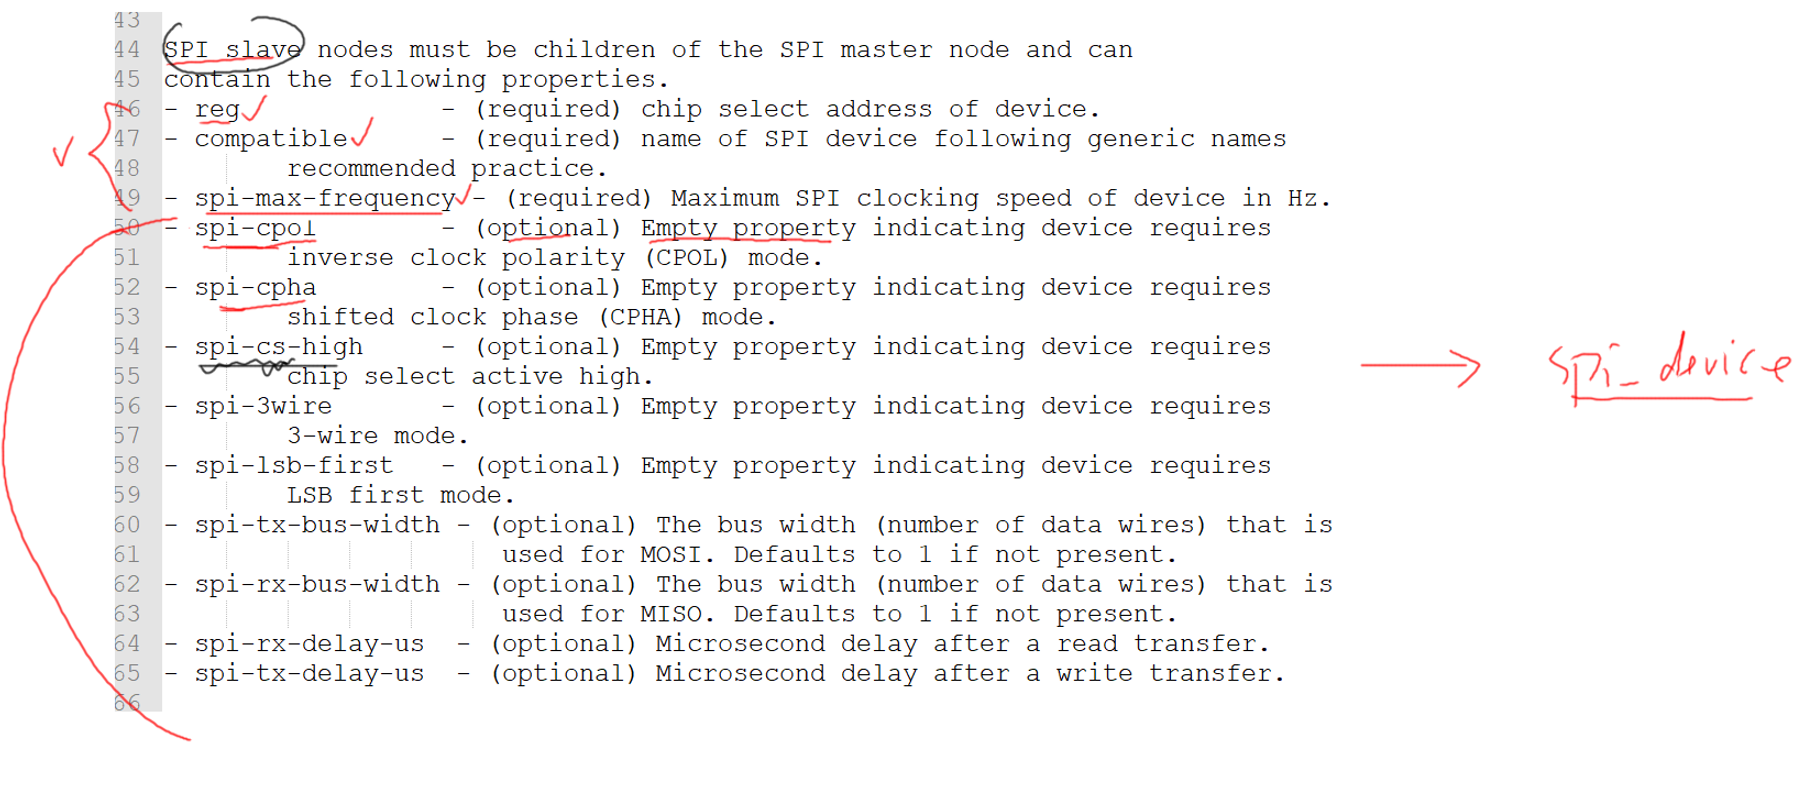 43
44 SPI slave nodes must be children of the SPI master node and can
45 contain the following properties.
46 - reg - (required) chip select address of device.
47 - compatible - (required) name of SPI device following generic names
48 recommended practice.
49 - spi-max-frequency - (required) Maximum SPI clocking speed of device in Hz.
50 - spi-cpol - (optional) Empty property indicating device requires
51 inverse clock polarity (CPOL) mode.
52 - spi-cpha - (optional) Empty property indicating device requires
53 shifted clock phase (CPHA) mode.
54 - spi-cs-high - (optional) Empty property indicating device requires
55 chip select active high.
spi_device
56 - spi-3wire - (optional) Empty property indicating device requires
57 3-wire mode.
58 - spi-lsb-first - (optional) Empty property indicating device requires
59 LSB first mode.
60 - spi-tx-bus-width - (optional) The bus width (number of data wires) that is
61 used for MOSI. Defaults to 1 if not present.
62 - spi-rx-bus-width - (optional) The bus width (number of data wires) that is
63 used for MISO. Defaults to 1 if not present.
64 - spi-rx-delay-us - (optional) Microsecond delay after a read transfer.
65 - spi-tx-delay-us - (optional) Microsecond delay after a write transfer.
66